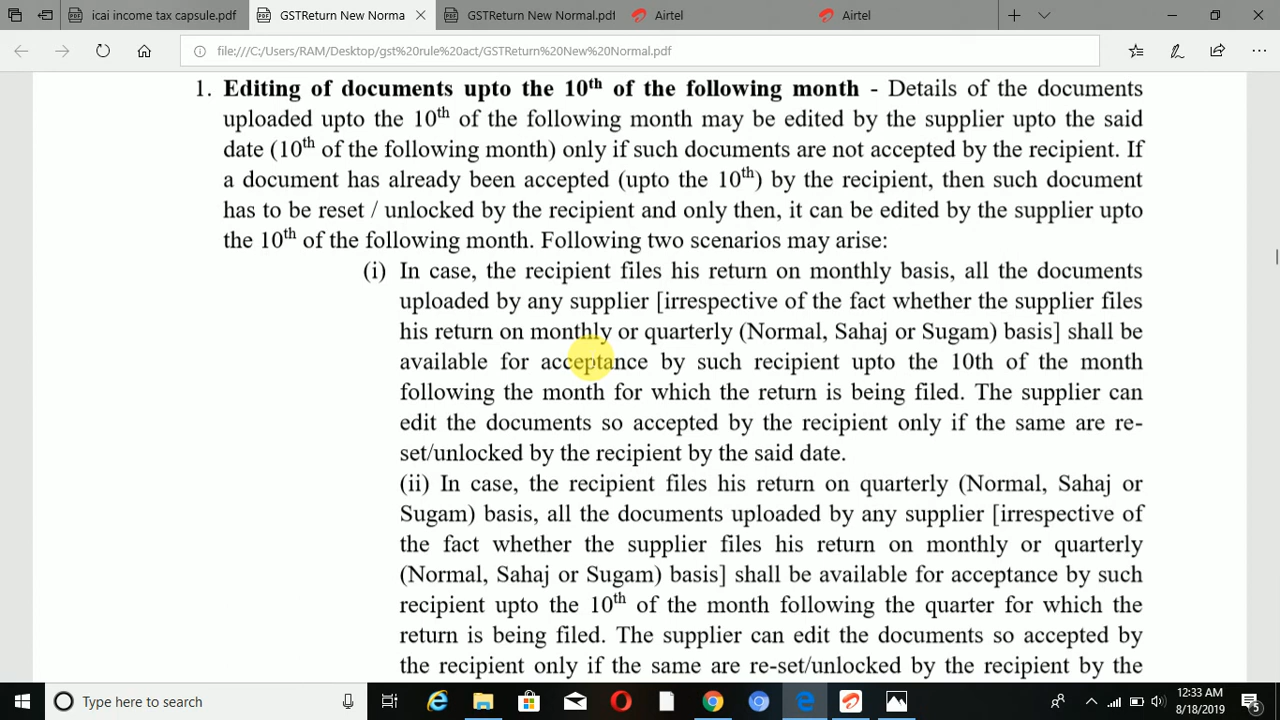 icai income tax capsule.pdf
GSTReturn New Norma
GSTReturn New Normal.pdf
Airtel
Airtel
file:///C:/Users/RAM/Desktop/gst%20rule%20act/GSTReturn%20New%20Normal.pdf
1. Editing of documents upto the 10th of the following month - Details of the documents
uploaded upto the 10th of the following month may be edited by the supplier upto the said
date (10th of the following month) only if such documents are not accepted by the recipient. If
a document has already been accepted (upto the 10th) by the recipient, then such document
has to be reset / unlocked by the recipient and only then, it can be edited by the supplier upto
the 10th of the following month. Following two scenarios may arise:
(i) In case, the recipient files his return on monthly basis, all the documents
uploaded by any supplier [irrespective of the fact whether the supplier files
his return on monthly or quarterly (Normal, Sahaj or Sugam) basis] shall be
available for acceptance by such recipient upto the 10th of the month
following the month for which the return is being filed. The supplier can
edit the documents so accepted by the recipient only if the same are re-
set/unlocked by the recipient by the said date.
(ii) In case, the recipient files his return on quarterly (Normal, Sahaj or
Sugam) basis, all the documents uploaded by any supplier [irrespective of
the fact whether the supplier files his return on monthly or quarterly
(Normal, Sahaj or Sugam) basis] shall be available for acceptance by such
recipient upto the 10th of the month following the quarter for which the
return is being filed. The supplier can edit the documents so accepted by
the recipient only if the same are re-set/unlocked by the recipient by the
Type here to search
12:33 AM
8/18/2019
5